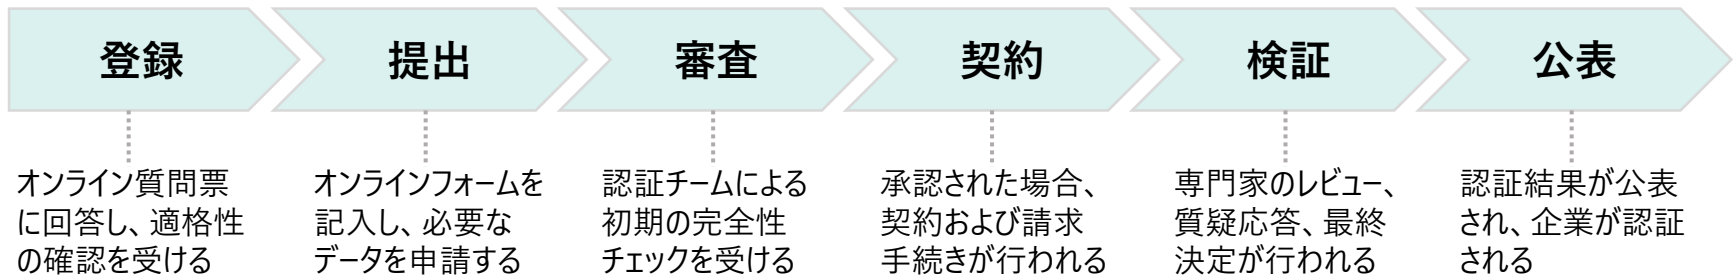 登録
提出
審査
契約
検証
公表
オンライン質問票
に回答し、適格性
の確認を受ける
オンラインフォームを
記入し、必要な
データを申請する
認証チームによる
初期の完全性
チェックを受ける
承認された場合、
契約および請求
手続きが行われる
専門家のレビュー、
質疑応答、最終
決定が行われる
認証結果が公表
され、企業が認証
される